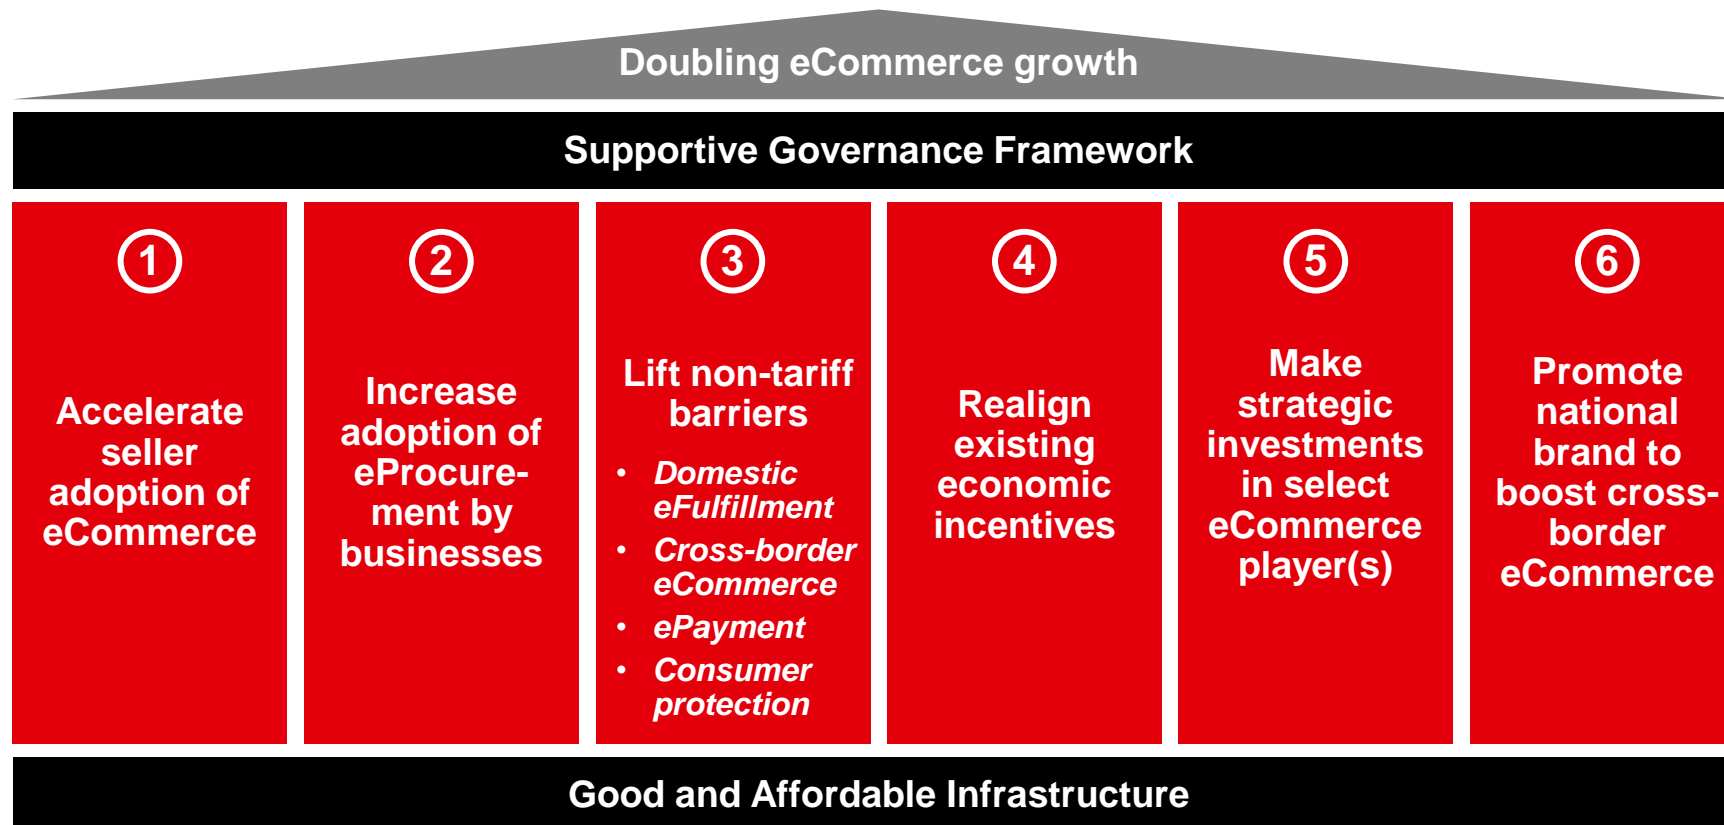 Doubling eCommerce growth
Supportive Governance Framework
1
Accelerate
seller
adoption of
eCommerce
2
Increase
adoption of
eProcure-
ment by
businesses
3
Lift non-tariff
barriers
• Domestic
eFulfillment
• Cross-border
eCommerce
• ePayment
• Consumer
protection
4
Realign
existing
economic
incentives
5
Make
strategic
investments
in select
eCommerce
player(s)
6
Promote
national
brand to
boost cross-
border
eCommerce
Good and Affordable Infrastructure